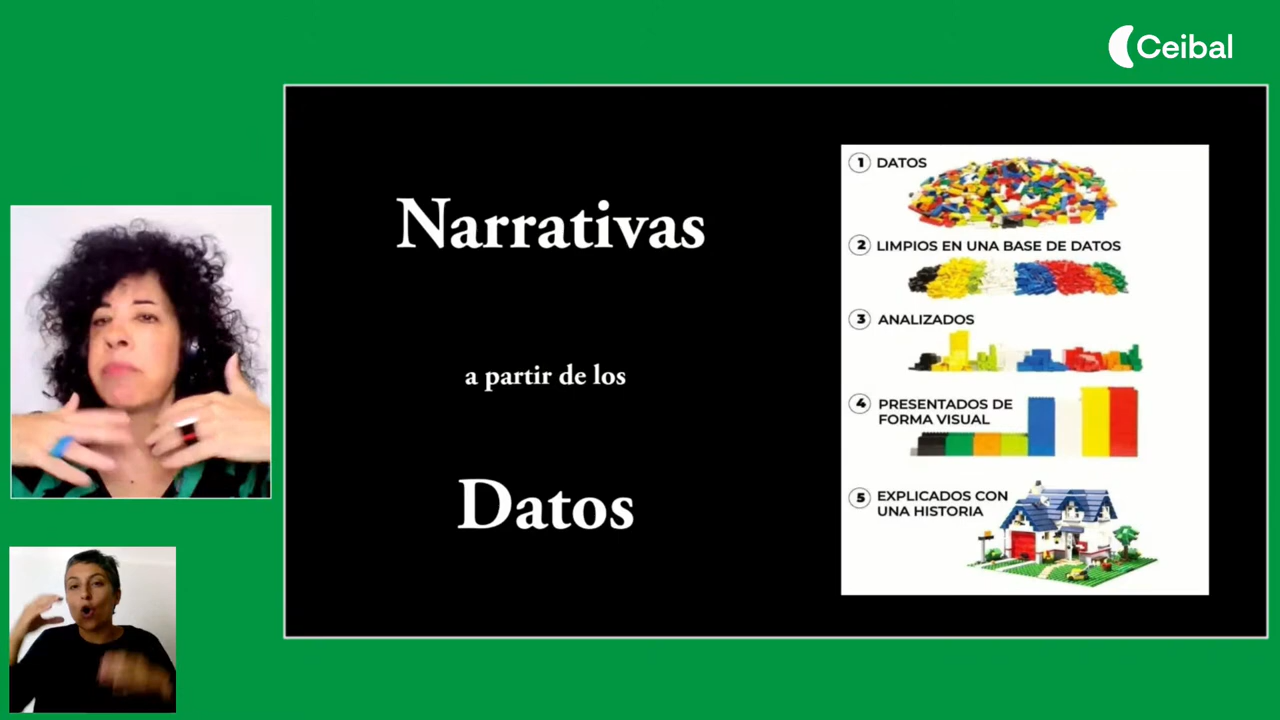 Ceibal
Narrativas
a partir de los
Datos
1 DATOS
2 LIMPIOS EN UNA BASE DE DATOS
3 ANALIZADOS
4 PRESENTADOS DE
FORMA VISUAL
5 EXPLICADOS CON
UNA HISTORIA